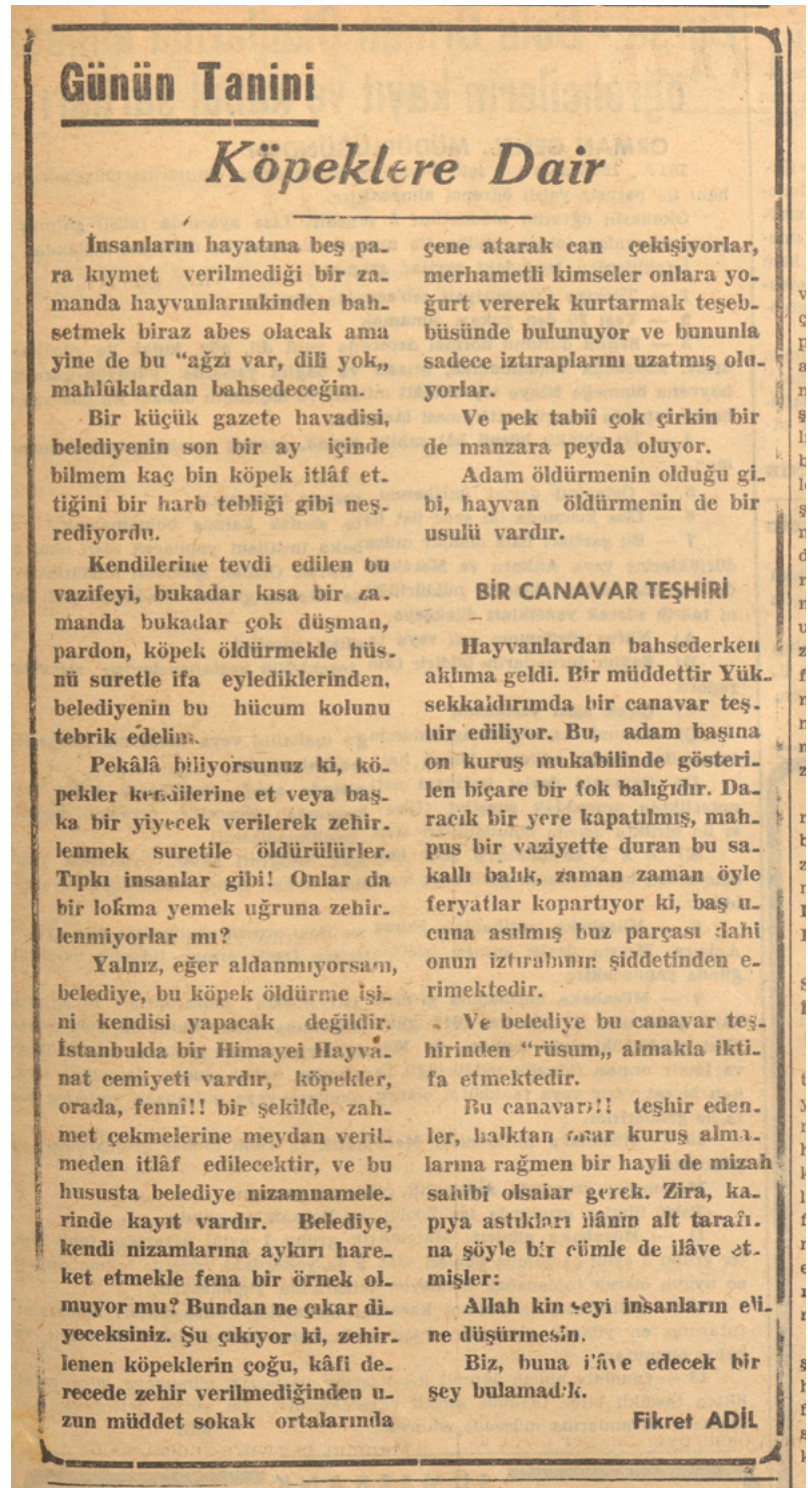 Günün Tanini
Köpeklere Dair
İnsanların hayatına beş pa-
ra kıymet verilmediği bir za-
manda hayvanlarınkinden bah-
setmek biraz abes olacak ama
yine de bu “ağzı var, dili yok„
mahlûklardan bahsedeceğim.
Bir küçük gazete havadisi,
belediyenin son bir ay içinde
bilmem kaç bin köpek itlâf et-
tiğini bir harb tebliği gibi neş-
rediyordu.
Kendilerine tevdi edilen bu
vazifeyi, bukadar kısa bir za-
manda bukadar çok düşman,
pardon, köpek öldürmekle hüs-
nü suretle ifa eylediklerinden,
belediyenin bu hücum kolunu
tebrik edelim.
Pekâlâ biliyorsunuz ki, kö-
pekler kendilerine et veya baş-
ka bir yiyecek verilerek zehir-
lenmek suretile öldürülürler.
Tıpkı insanlar gibi! Onlar da
bir lokma yemek uğruna zehir-
lenmiyorlar mı?
Yalnız, eğer aldanmıyorsam,
belediye, bu köpek öldürme işi-
ni kendisi yapacak değildir.
İstanbulda bir Himayei Hayvâ-
nat cemiyeti vardır, köpekler,
orada, fennî!! bir şekilde, zah-
met çekmelerine meydan veril-
meden itlâf edilecektir, ve bu
hususta belediye nizamnamele-
rinde kayıt vardır. Belediye,
kendi nizamlarına aykırı hare-
ket etmekle fena bir örnek ol-
muyor mu? Bundan ne çıkar di-
yeceksiniz. Şu çıkıyor ki, zehir-
lenen köpeklerin çoğu, kâfi de-
recede zehir verilmediğinden u-
zun müddet sokak ortalarında
çene atarak can çekişiyorlar,
merhametli kimseler onlara yo-
ğurt vererek kurtarmak teşeb-
büsünde bulunuyor ve bununla
sadece iztıraplarını uzatmış olu-
yorlar.
Ve pek tabiî çok çirkin bir
de manzara peyda oluyor.
Adam öldürmenin olduğu gi-
bi, hayvan öldürmenin de bir
usulü vardır.
BİR CANAVAR TEŞHİRİ
Hayvanlardan bahsederken
aklıma geldi. Bir müddettir Yük-
sekkaldırımda bir canavar teş-
hir ediliyor. Bu, adam başına
on kuruş mukabilinde gösteri-
len biçare bir fok balığıdır. Da-
racık bir yere kapatılmış, mah-
pus bir vaziyette duran bu sa-
kallı balık, zaman zaman öyle
feryatlar kopartıyor ki, baş u-
cuna asılmış buz parçası dahi
onun iztırabının şiddetinden e-
rimektedir.
Ve belediye bu canavar teş-
hirinden “rüsum„ almakla ikti-
fa etmektedir.
Bu canavarı!! teşhir eden-
ler, halktan onar kuruş alma-
larına rağmen bir hayli de mizah
sahibi olsalar gerek. Zira, ka-
pıya astıkları ilânın alt tarafı-
na şöyle bir cümle de ilâve et-
mişler:
Allah kimseyi insanların eli-
ne düşürmesin.
Biz, buna ilâve edecek bir
şey bulamadık.
Fikret ADİL